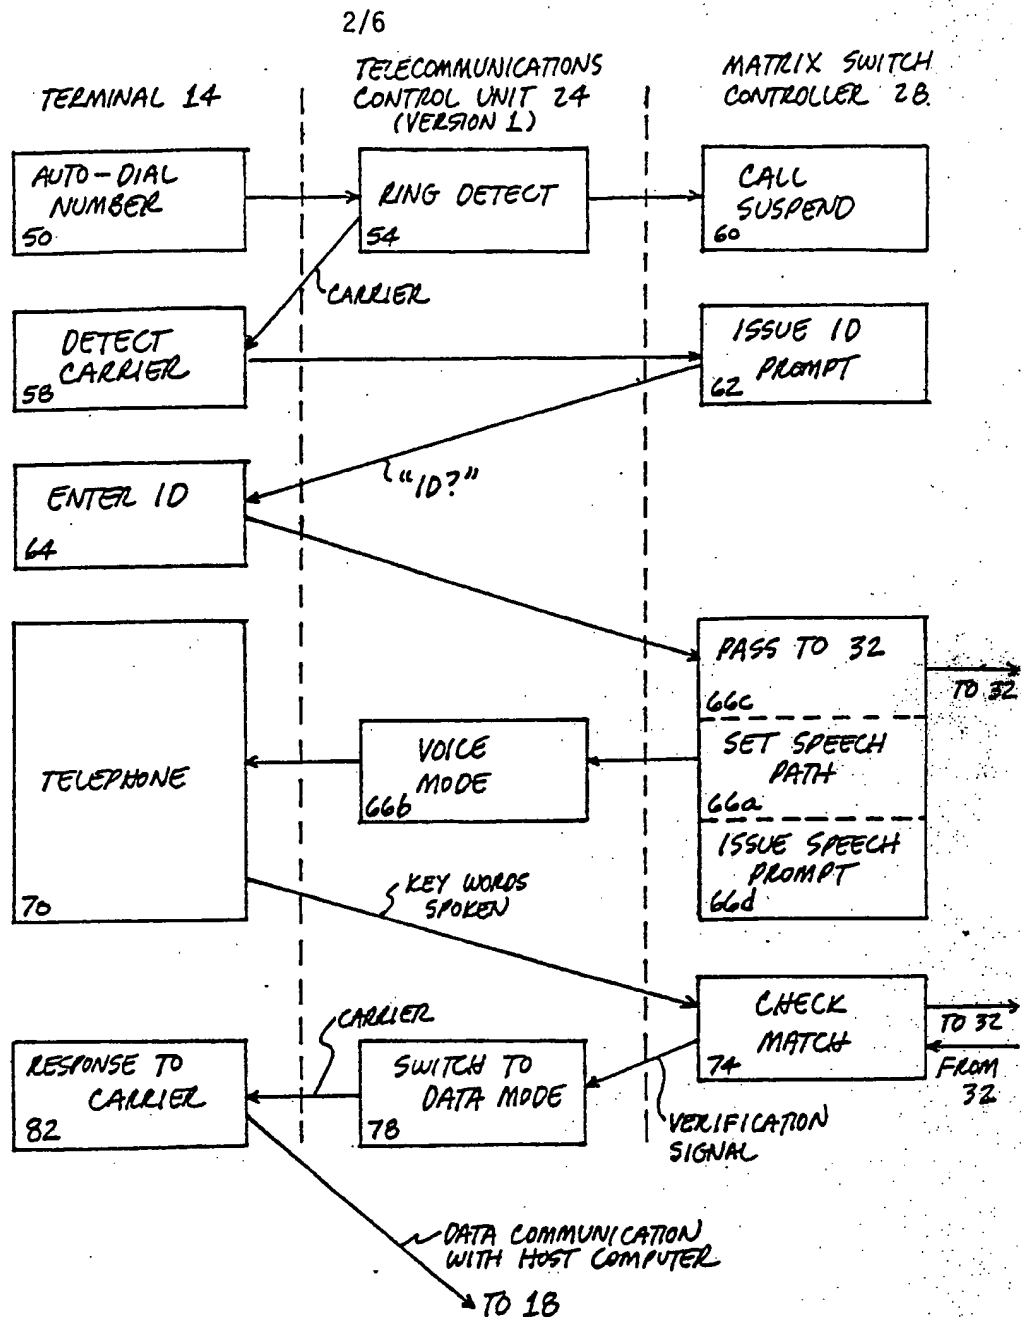 2/6
TERMINAL 14
TELECOMMUNICATIONS
CONTROL UNIT 24
(VERSION 1)
MATRIX SWITCH
CONTROLLER 28.
AUTO-DIAL
NUMBER
50
RING DETECT
54
CALL
SUSPEND
60
CARRIER
DETECT
CARRIER
58
ISSUE ID
PROMPT
62
"ID?"
ENTER ID
64
TELEPHONE
70
VOICE
MODE
66b
PASS TO 32
66c
TO 32
SET SPEECH
PATH
66a
ISSUE SPEECH
PROMPT
66d
KEY WORDS
SPOKEN
CHECK
MATCH
74
TO 32
FROM
32
CARRIER
RESPONSE TO
CARRIER
82
SWITCH TO
DATA MODE
78
VERIFICATION
SIGNAL
DATA COMMUNICATION
WITH HOST COMPUTER
TO 18